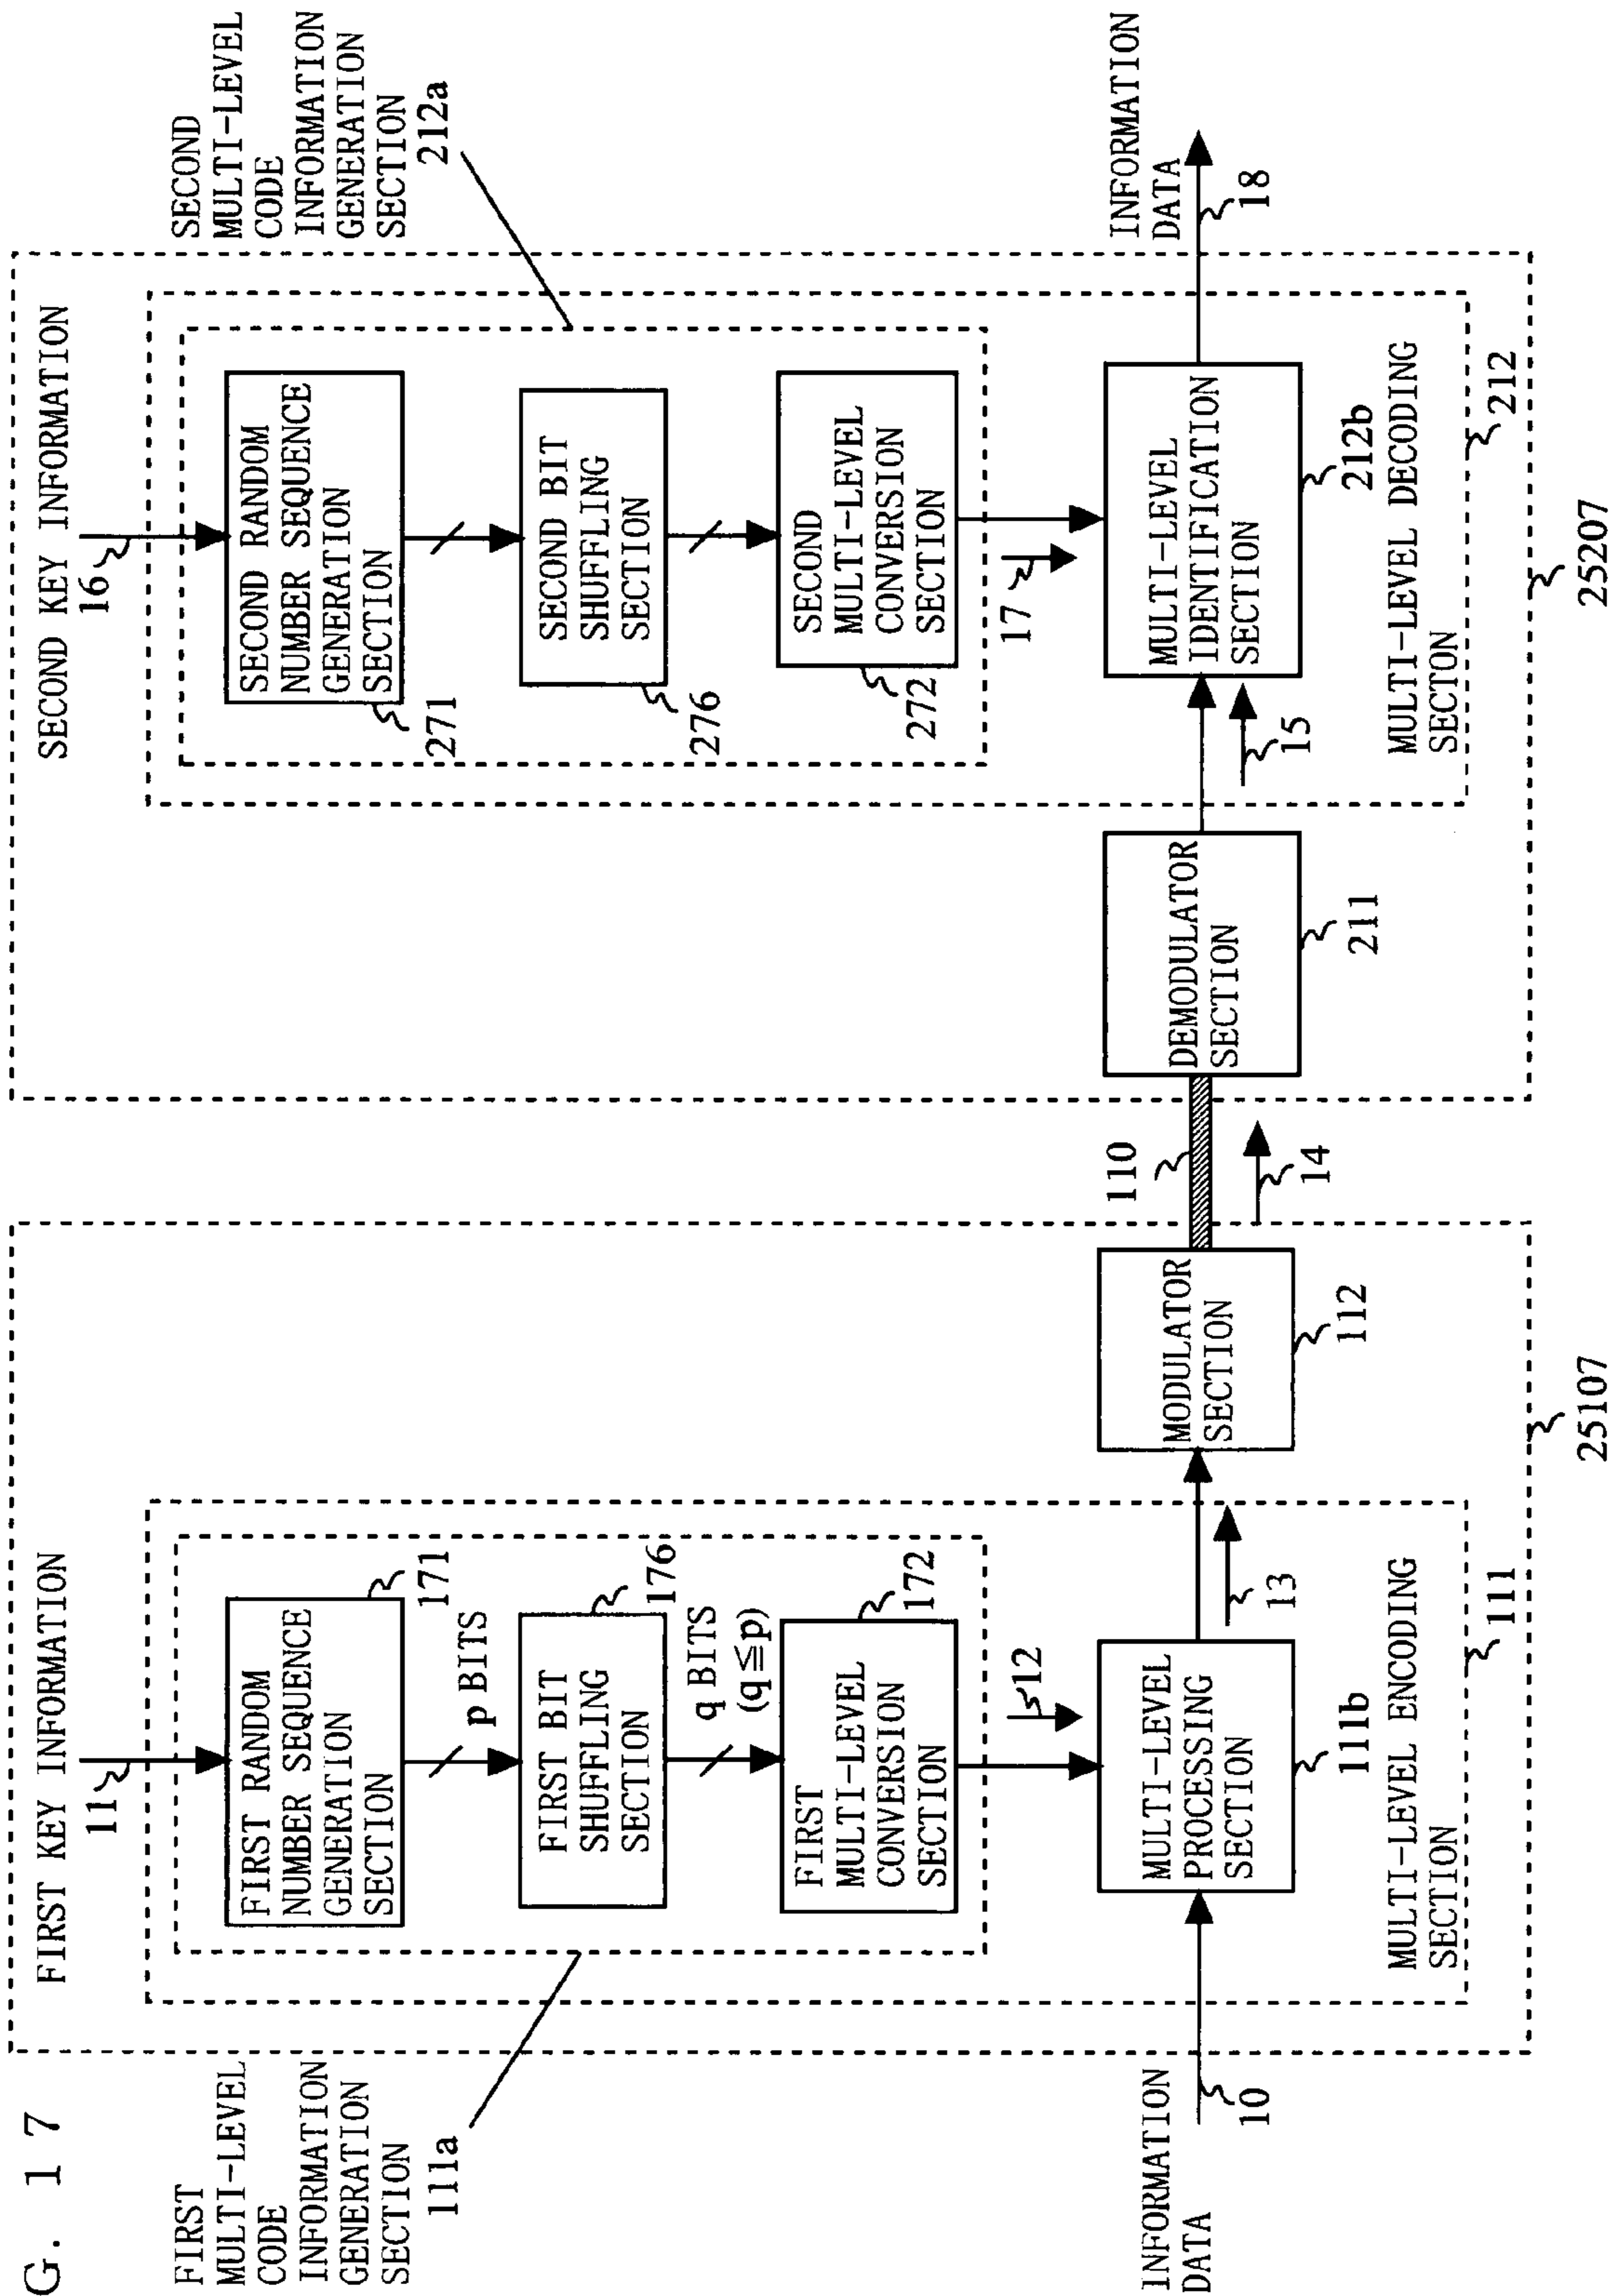 G. 1 7
FIRST KEY INFORMATION
11
FIRST
MULTI-LEVEL
CODE
INFORMATION
GENERATION
SECTION
111a
FIRST RANDOM
NUMBER SEQUENCE
GENERATION
SECTION
171
p BITS
FIRST BIT
SHUFFLING
SECTION
176
q BITS
(q≦p)
FIRST
MULTI-LEVEL
CONVERSION
SECTION
172
12
INFORMATION
DATA
10
MULTI-LEVEL
PROCESSING
SECTION
111b
13
MULTI-LEVEL ENCODING
SECTION
111
MODULATOR
SECTION
112
25107
110
14
SECOND KEY INFORMATION
16
SECOND
MULTI-LEVEL
CODE
INFORMATION
GENERATION
SECTION
212a
SECOND RANDOM
NUMBER SEQUENCE
GENERATION
SECTION
271
SECOND BIT
SHUFFLING
SECTION
276
SECOND
MULTI-LEVEL
CONVERSION
SECTION
272
17
DEMODULATOR
SECTION
211
15
MULTI-LEVEL
IDENTIFICATION
SECTION
212b
INFORMATION
DATA
18
MULTI-LEVEL DECODING
SECTON
212
25207